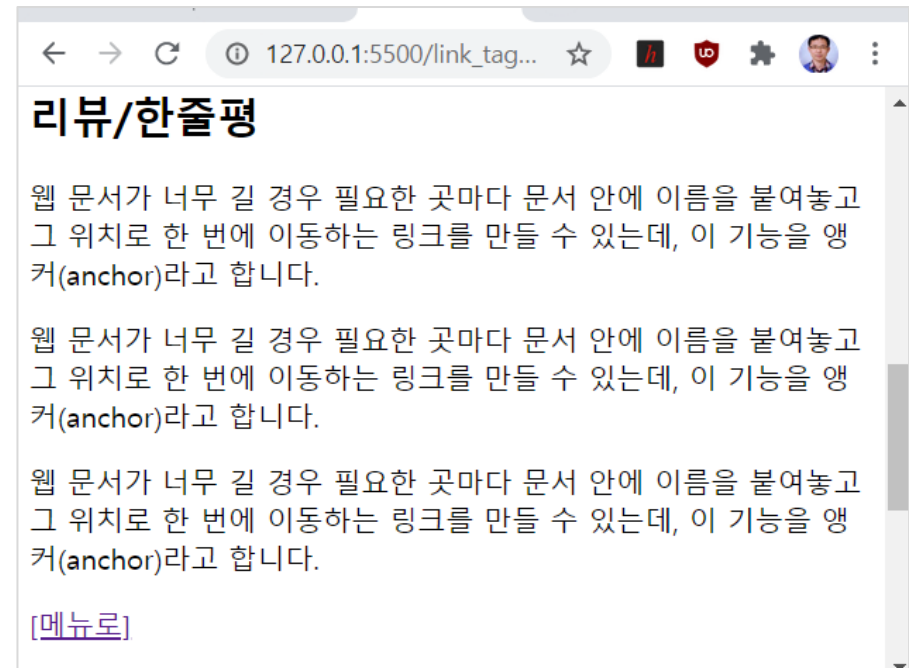 127.0.0.1:5500/link_tag...
리뷰/한줄평
웹 문서가 너무 길 경우 필요한 곳마다 문서 안에 이름을 붙여놓고
그 위치로 한 번에 이동하는 링크를 만들 수 있는데, 이 기능을 앵
커(anchor)라고 합니다.
웹 문서가 너무 길 경우 필요한 곳마다 문서 안에 이름을 붙여놓고
그 위치로 한 번에 이동하는 링크를 만들 수 있는데, 이 기능을 앵
커(anchor)라고 합니다.
웹 문서가 너무 길 경우 필요한 곳마다 문서 안에 이름을 붙여놓고
그 위치로 한 번에 이동하는 링크를 만들 수 있는데, 이 기능을 앵
커(anchor)라고 합니다.
[메뉴로]